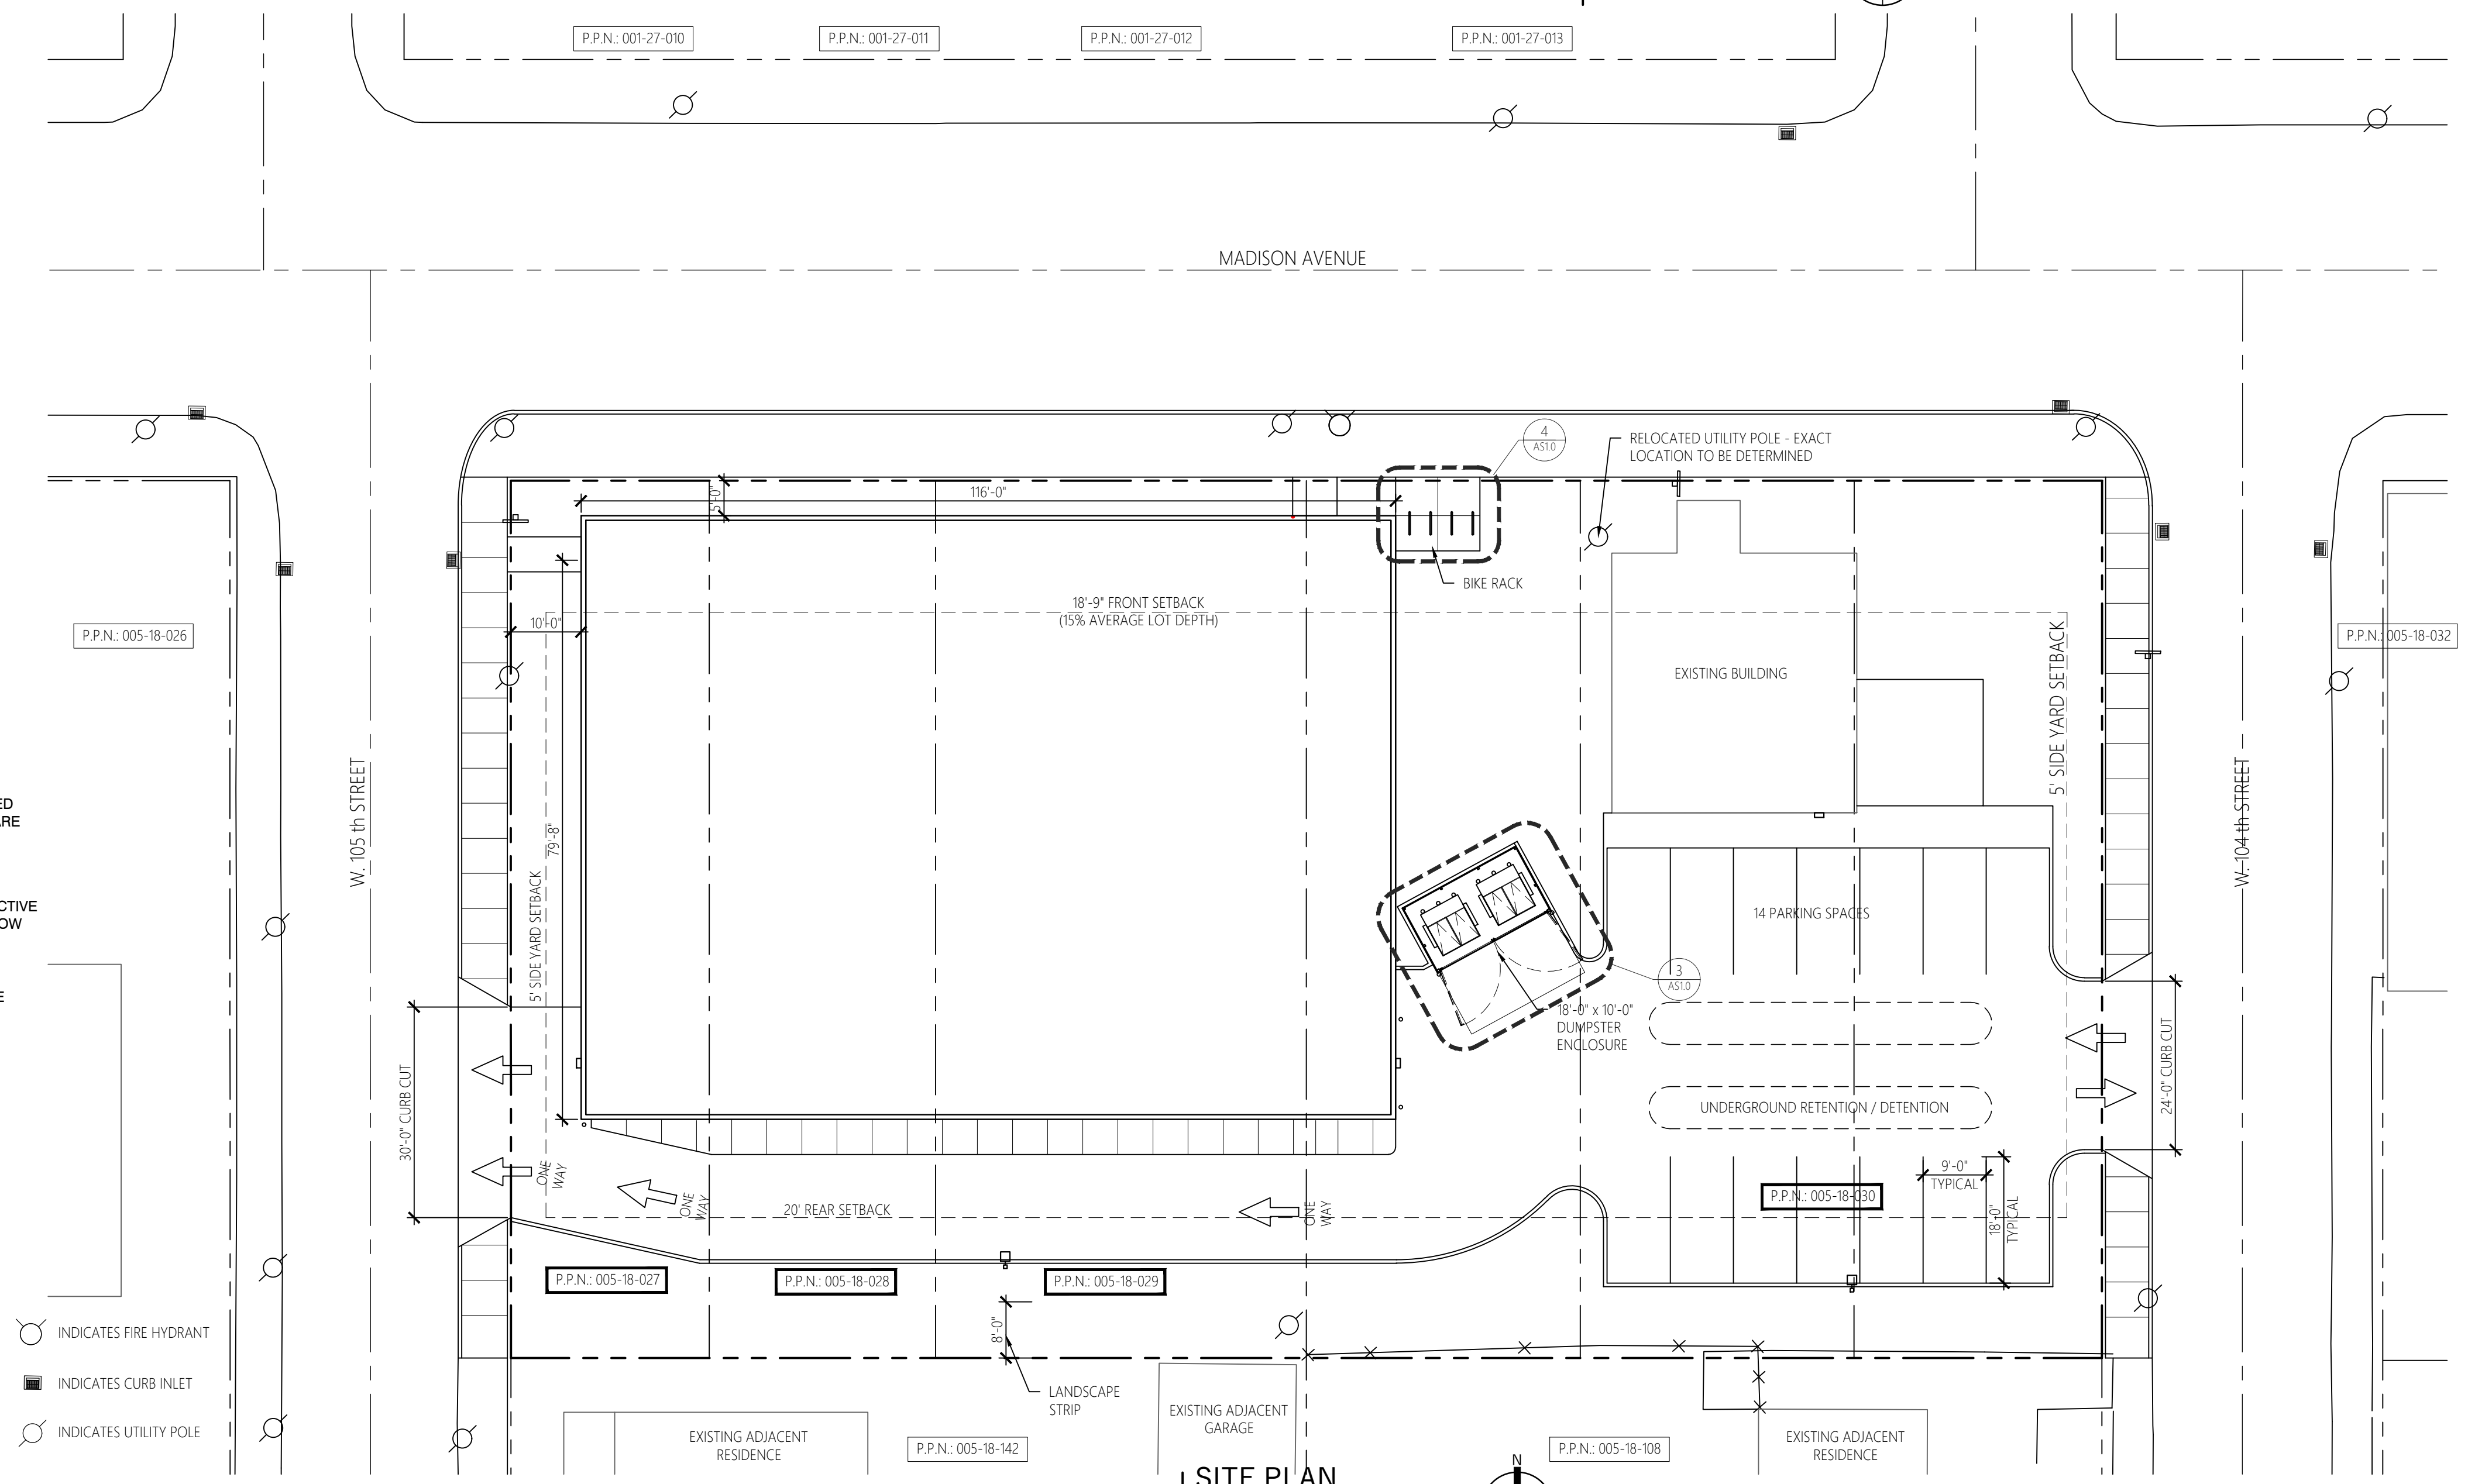 P.P.N.: 001-27-010
P.P.N.: 001-27-011
P.P.N.: 001-27-012
P.P.N.: 001-27-013
MADISON AVENUE
4
AS1.0
RELOCATED UTILITY POLE - EXACT
LOCATION TO BE DETERMINED
116'-0"
5'-0"
BIKE RACK
18'-9" FRONT SETBACK
(15% AVERAGE LOT DEPTH)
10'-0"
P.P.N.: 005-18-026
P.P.N.: 005-18-032
EXISTING BUILDING
5' SIDE YARD SETBACK
W. 105 th STREET
W. 104 th STREET
79'-8"
5' SIDE YARD SETBACK
14 PARKING SPACES
3
AS1.0
18'-0" x 10'-0"
DUMPSTER
ENCLOSURE
30'-0" CURB CUT
24'-0" CURB CUT
UNDERGROUND RETENTION / DETENTION
ONE
WAY
ONE
WAY
ONE
WAY
20' REAR SETBACK
P.P.N.: 005-18-030
9'-0"
TYPICAL
18'-0"
TYPICAL
P.P.N.: 005-18-027
P.P.N.: 005-18-028
P.P.N.: 005-18-029
8'-0"
LANDSCAPE
STRIP
INDICATES FIRE HYDRANT
INDICATES CURB INLET
INDICATES UTILITY POLE
EXISTING ADJACENT
RESIDENCE
P.P.N.: 005-18-142
EXISTING ADJACENT
GARAGE
P.P.N.: 005-18-108
EXISTING ADJACENT
RESIDENCE
SITE PLAN
N